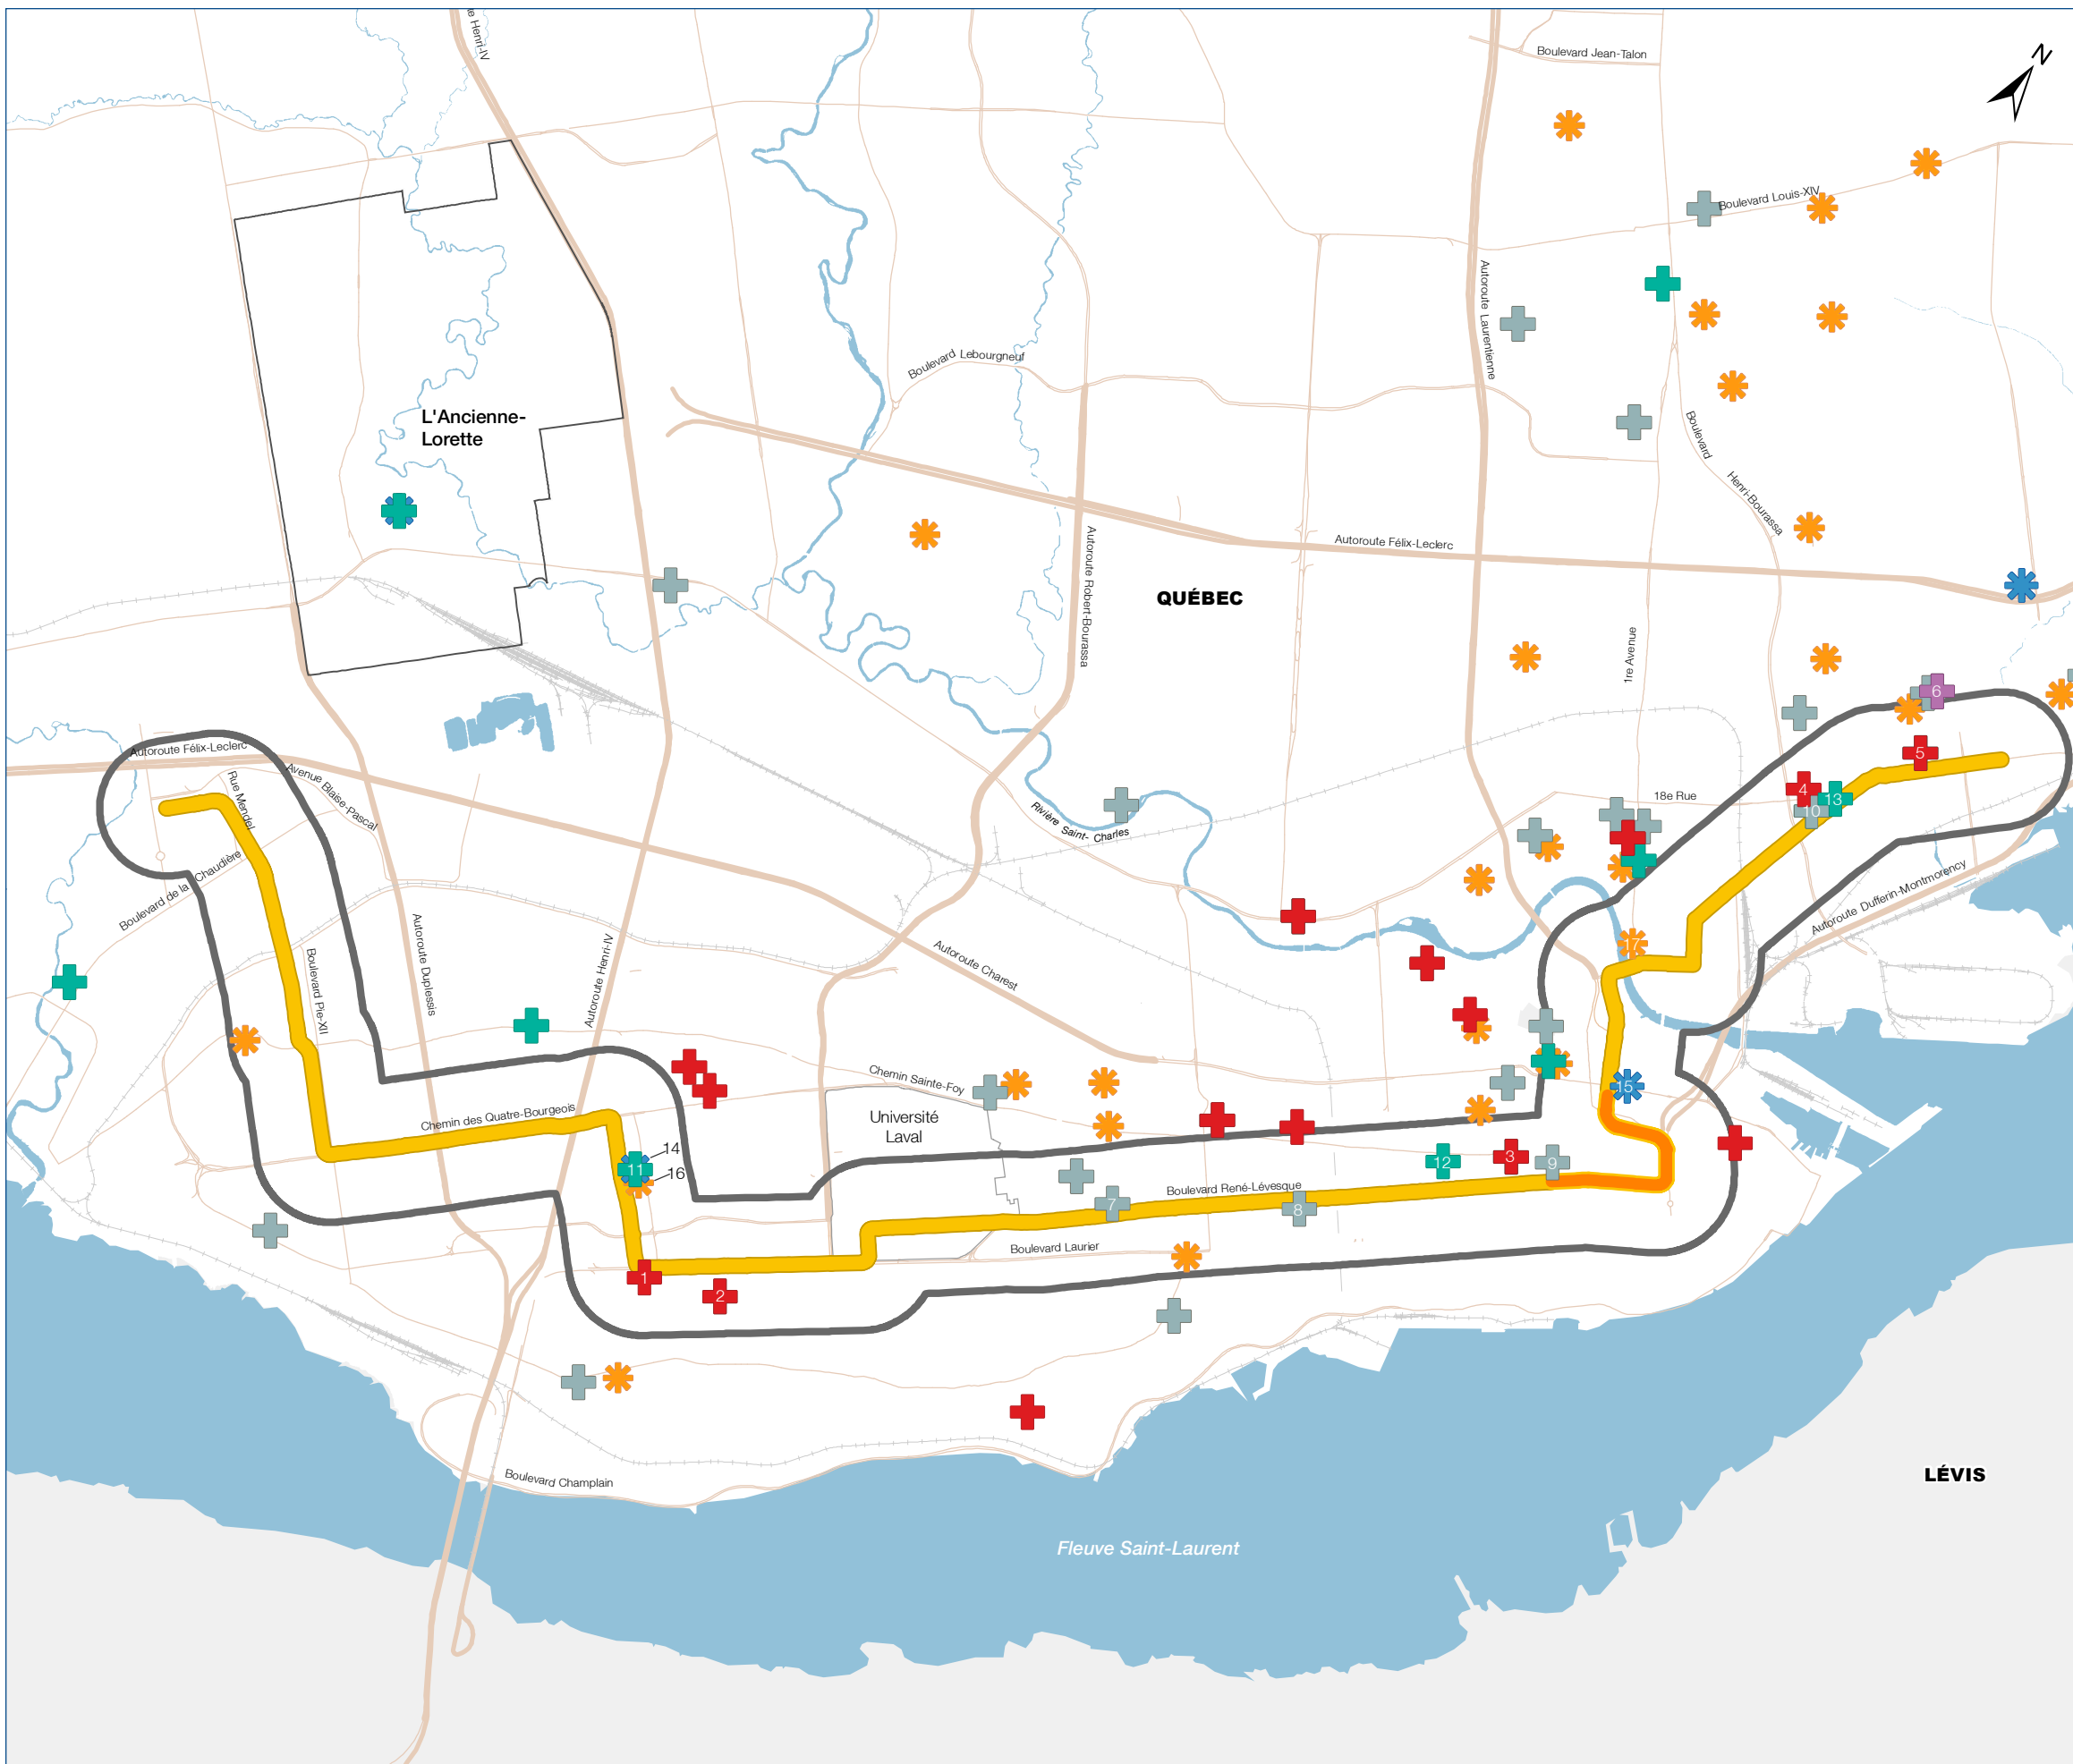 e Henri-IV
Boulevard Jean-Talon
N
Boulevard Louis-XIV
Autoroute Laurentienne
Boulevard Lebourgneuf
L'Ancienne-
Lorette
Boulevard
Henri-Bourassa
Autoroute Robert-Bourassa
Autoroute Félix-Leclerc
QUÉBEC
1re Avenue
6
Autoroute Félix-Leclerc
Rue Mendel
Avenue Blaise-Pascal
5
4
18e Rue
13
10
Rivière Saint- Charles
Boulevard de la Chaudière
Autoroute Dufferin-Montmorency
Autoroute Duplessis
Boulevard Pie-XII
Autoroute Henri-IV
Autoroute Charest
17
Chemin Sainte-Foy
15
Chemin des Quatre-Bourgeois
Université
Laval
14
11
16
12
3
9
Boulevard René-Lévesque
7
8
Boulevard Laurier
1
2
Boulevard Champlain
LÉVIS
Fleuve Saint-Laurent